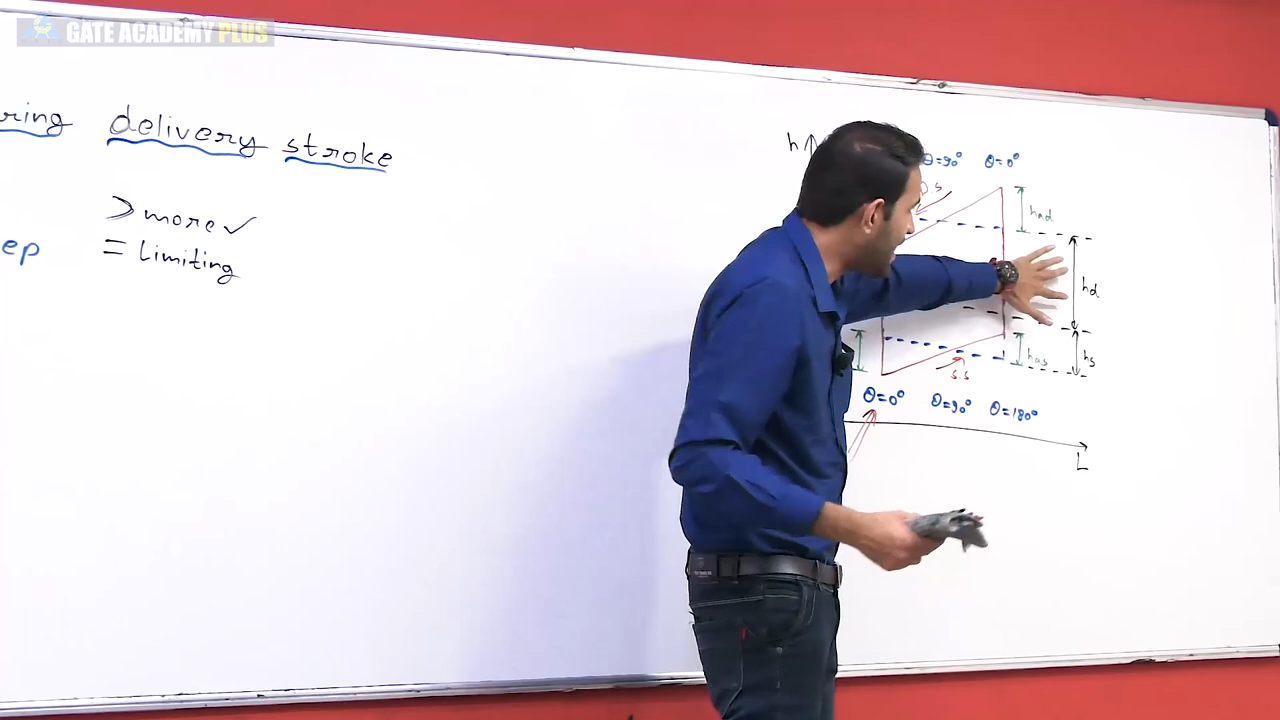 GATE ACADEMY PLUS
ring delivery stroke
> more ✓
ep = limiting
h
θ=90° θ=0°
D.S
had
hd
hs
has
s.s
θ=0° θ=90° θ=180°
L